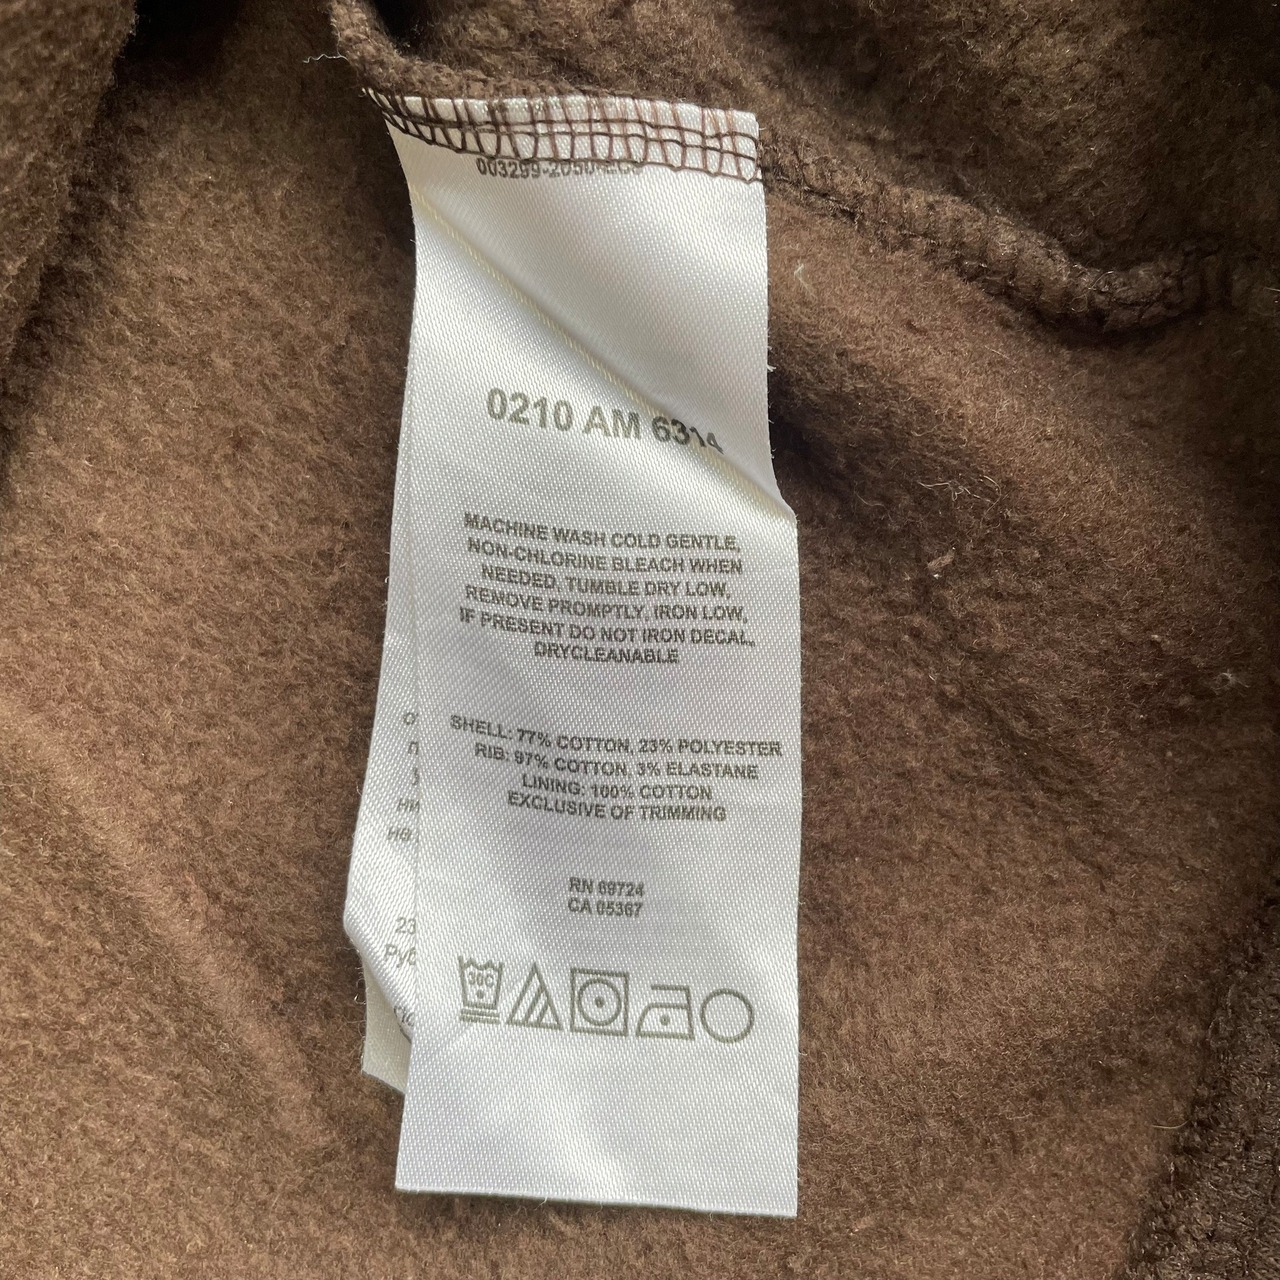 0210 AM 6314
MACHINE WASH COLD GENTLE,
NON-CHLORINE BLEACH WHEN
NEEDED, TUMBLE DRY LOW,
REMOVE PROMPTLY, IRON LOW,
IF PRESENT DO NOT IRON DECAL,
DRYCLEANABLE
SHELL: 77% COTTON, 23% POLYESTER
RIB: 97% COTTON, 3% ELASTANE
LINING: 100% COTTON
EXCLUSIVE OF TRIMMING
RN 69724
CA 05367
30C
23